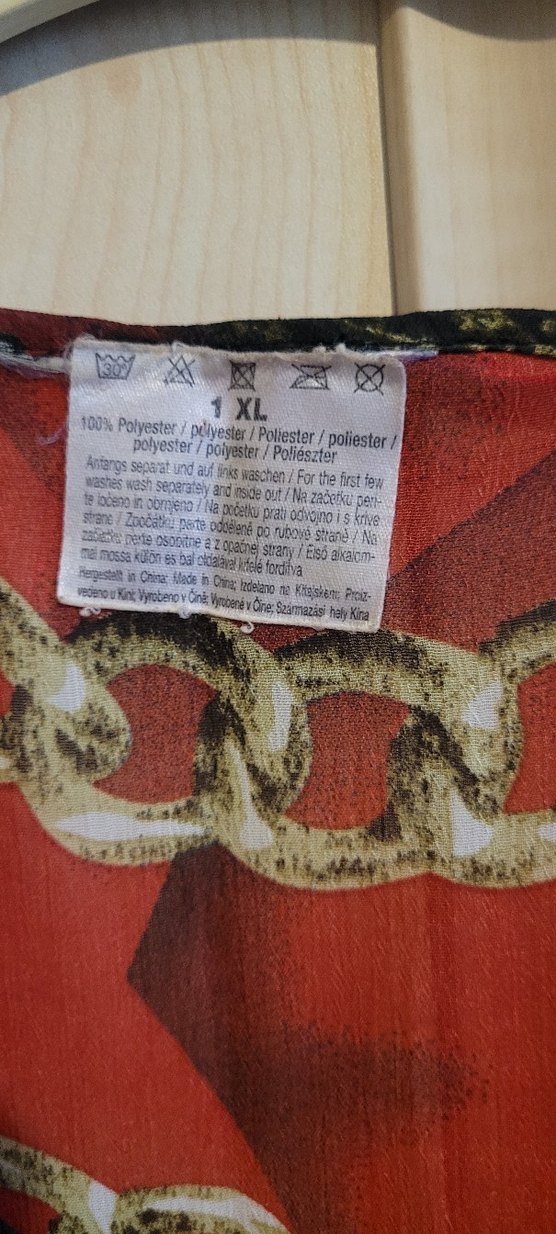 30°
1 XL
100% Polyester / polyester / Poliester / poliester /
polyester / polyester / Poliészter
Anfangs separat und auf links waschen / For the first few
washes wash separately and inside out / Na začetku pen-
te ločeno in obrnjeno / Na početku prati odvojno i s krive
strane / Zpočátku perte odděleně po rubové straně / Na
začiatku perte osobitne a z opačnej strany / Első alkalom-
mal mossa külön és bal oldalával kifelé fordítva
Hergestellt in China; Made in China; Izdelano na Kitajskem; Proiz-
vedeno u Kini; Vyrobeno v Číně; Vyrobené v Číne; Származási hely Kína